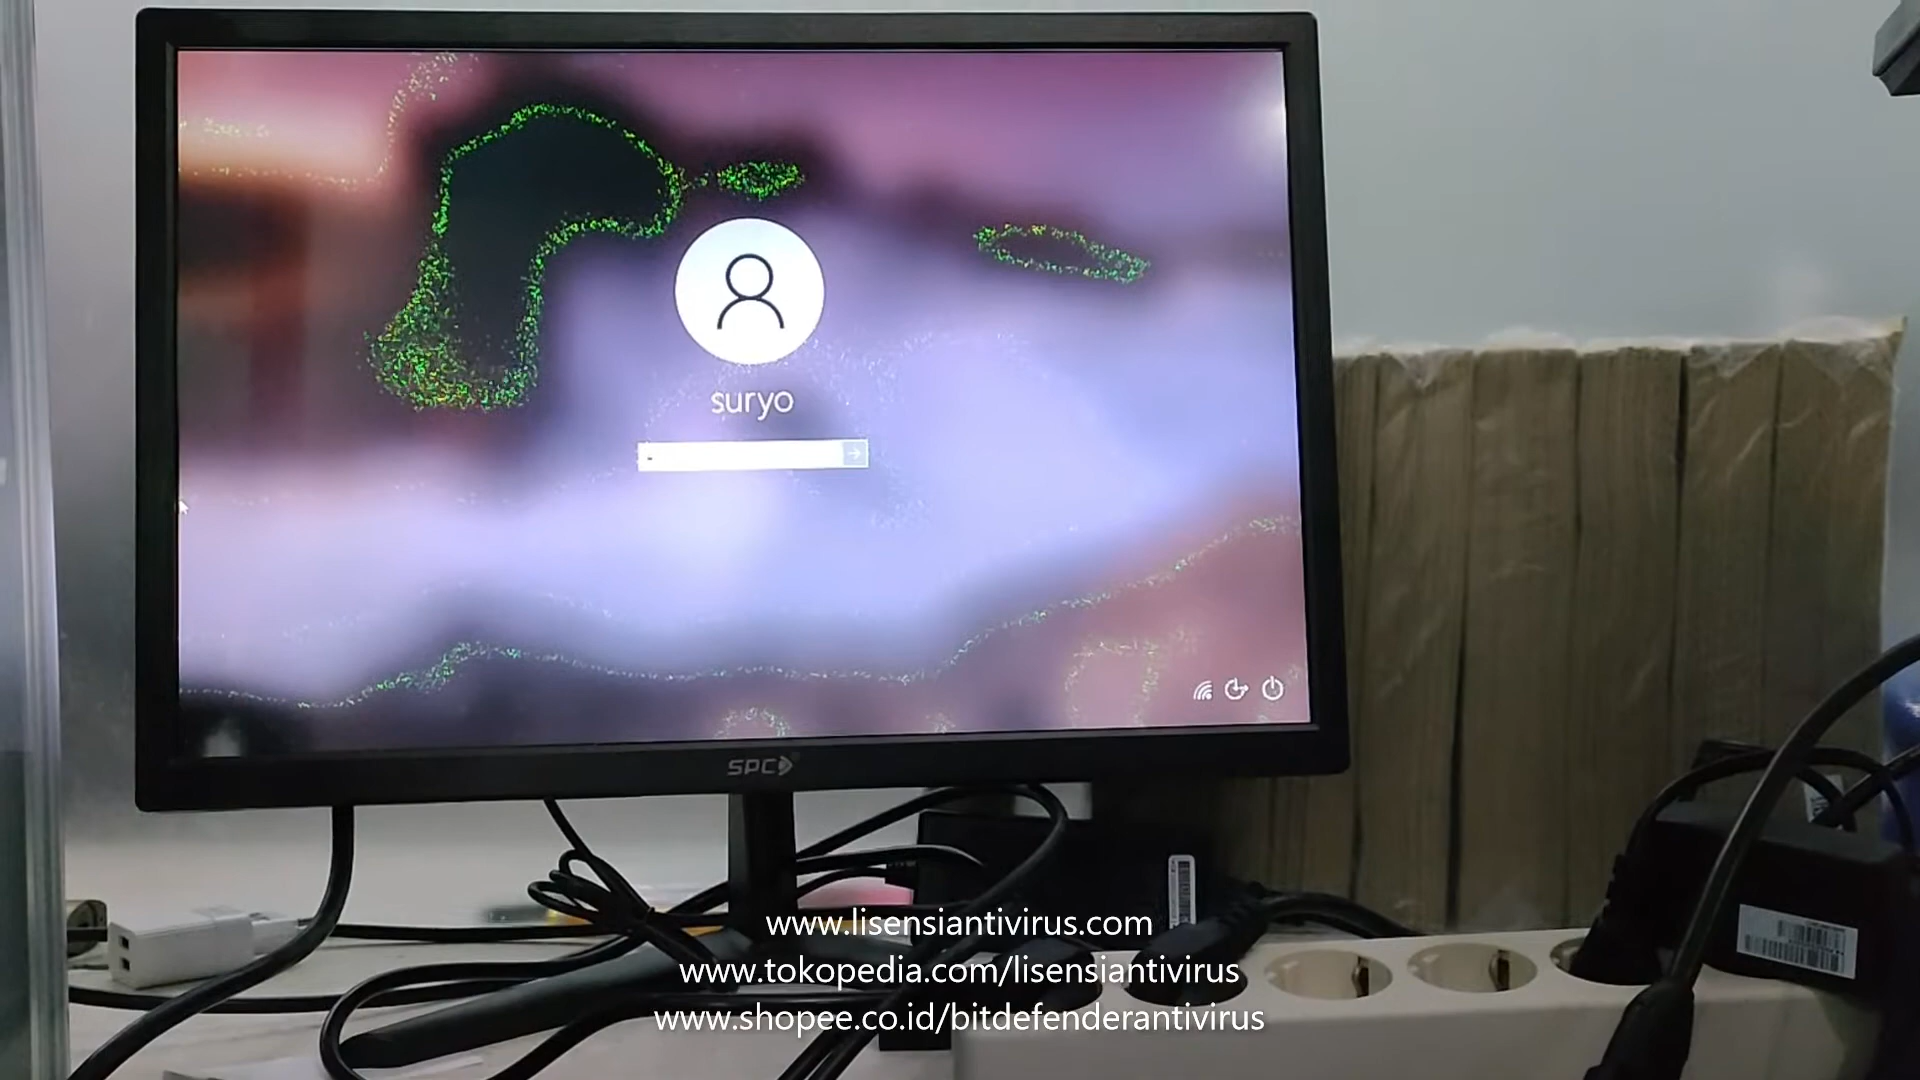 suryo
SPC
www.lisensiantivirus.com
www.tokopedia.com/lisensiantivirus
www.shopee.co.id/bitdefenderantivirus